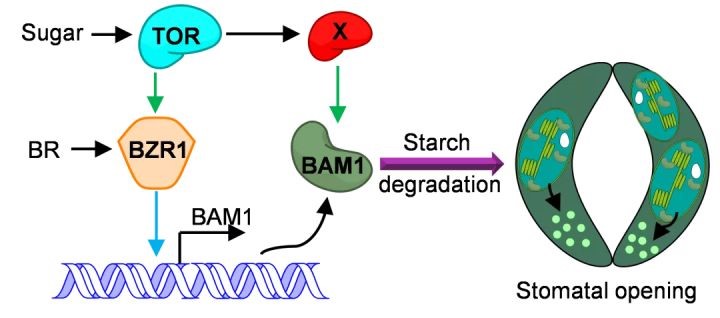 Sugar
TOR
X
BR
BZR1
BAM1
BAM1
Starch
degradation
Stomatal opening